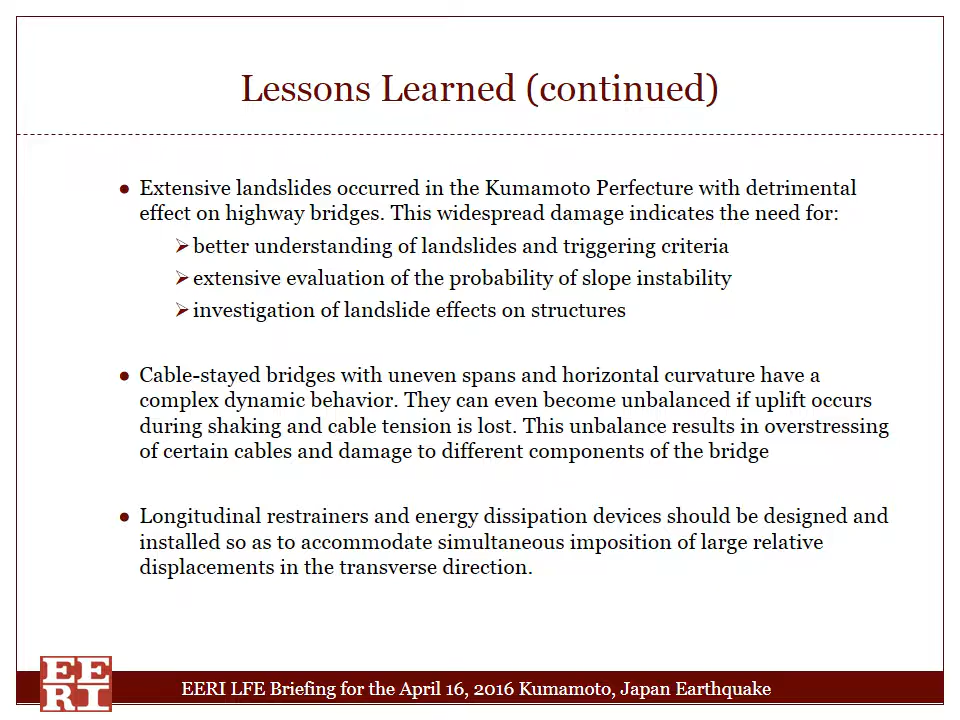 Lessons Learned (continued)
● Extensive landslides occurred in the Kumamoto Perfecture with detrimental
effect on highway bridges. This widespread damage indicates the need for:
➢ better understanding of landslides and triggering criteria
➢ extensive evaluation of the probability of slope instability
➢ investigation of landslide effects on structures
● Cable-stayed bridges with uneven spans and horizontal curvature have a
complex dynamic behavior. They can even become unbalanced if uplift occurs
during shaking and cable tension is lost. This unbalance results in overstressing
of certain cables and damage to different components of the bridge
● Longitudinal restrainers and energy dissipation devices should be designed and
installed so as to accommodate simultaneous imposition of large relative
displacements in the transverse direction.
EE
RI
EERI LFE Briefing for the April 16, 2016 Kumamoto, Japan Earthquake